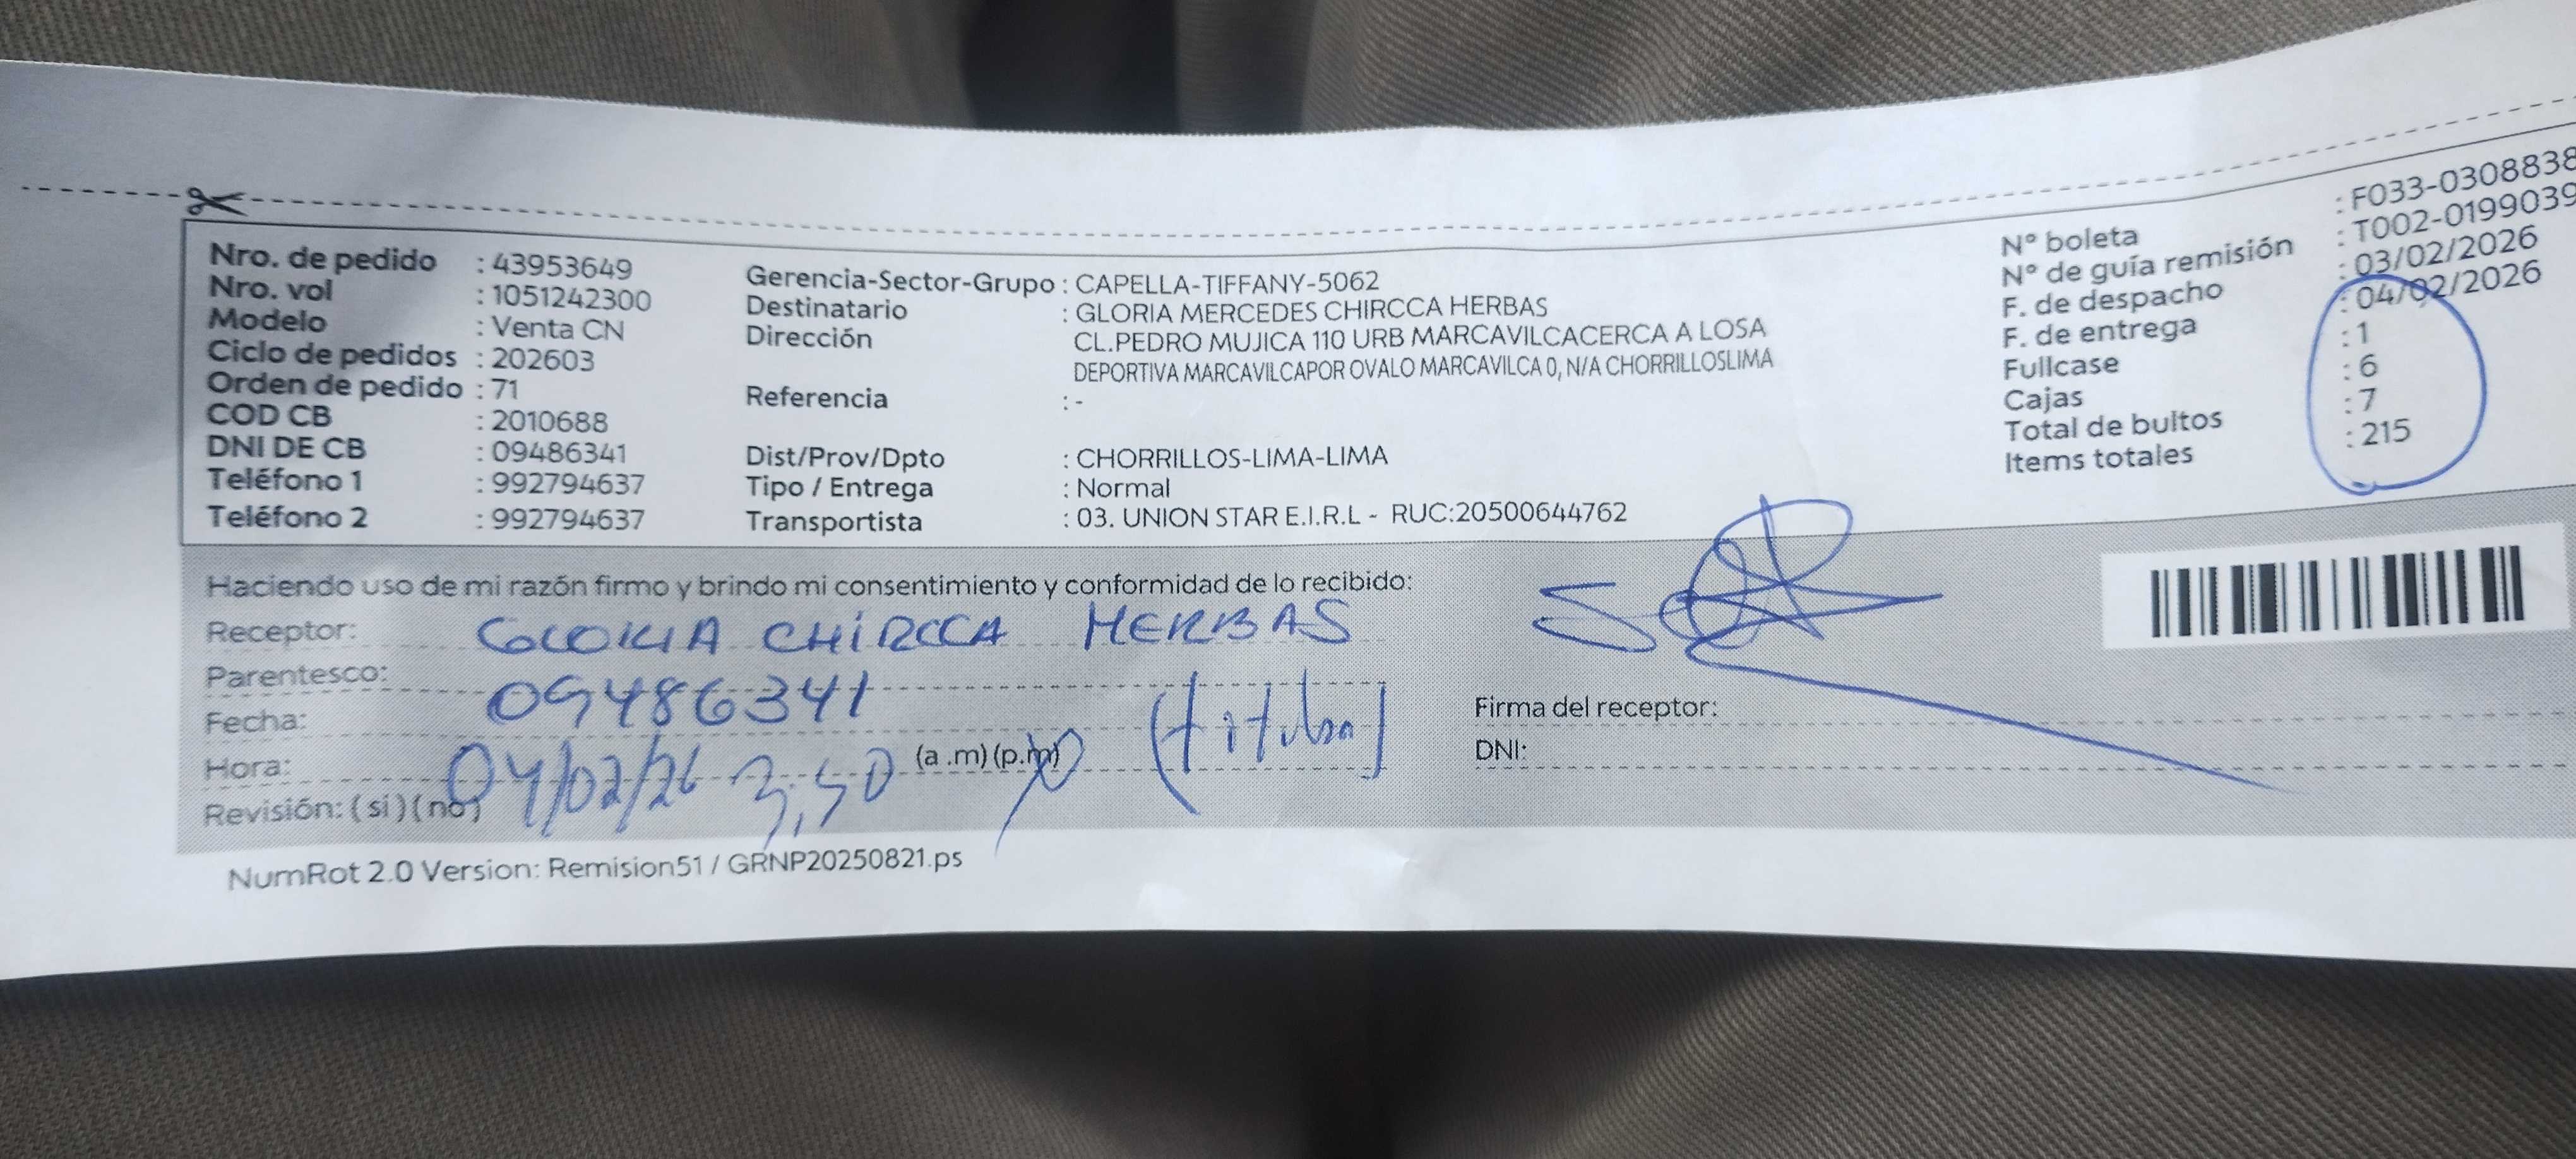 Nro. de pedido : 43953649
Nro. vol : 1051242300
Modelo : Venta CN
Ciclo de pedidos : 202603
Orden de pedido : 71
COD CB : 2010688
DNI DE CB : 09486341
Teléfono 1 : 992794637
Teléfono 2 : 992794637
Gerencia-Sector-Grupo : CAPELLA-TIFFANY-5062
Destinatario : GLORIA MERCEDES CHIRCCA HERBAS
Dirección CL.PEDRO MUJICA 110 URB MARCAVILCACERCA A LOSA
DEPORTIVA MARCAVILCAPOR OVALO MARCAVILCA 0, N/A CHORRILLOSLIMA
Referencia : -
Dist/Prov/Dpto : CHORRILLOS-LIMA-LIMA
Tipo / Entrega : Normal
Transportista : 03. UNION STAR E.I.R.L - RUC:20500644762
N° boleta : F033-0308838
N° de guía remisión : T002-0199039
F. de despacho : 03/02/2026
F. de entrega : 04/02/2026
Fullcase : 1
Cajas : 6
Total de bultos : 7
Items totales : 215
Haciendo uso de mi razón firmo y brindo mi consentimiento y conformidad de lo recibido:
Receptor: GLORIA CHIRCCA HERBAS
Parentesco: 09486341
Fecha:
Hora: 04/02/26 3,50 (a .m) (p.m)
Revisión: ( si ) ( no )
Firma del receptor:
DNI:
NumRot 2.0 Version: Remision51 / GRNP20250821.ps